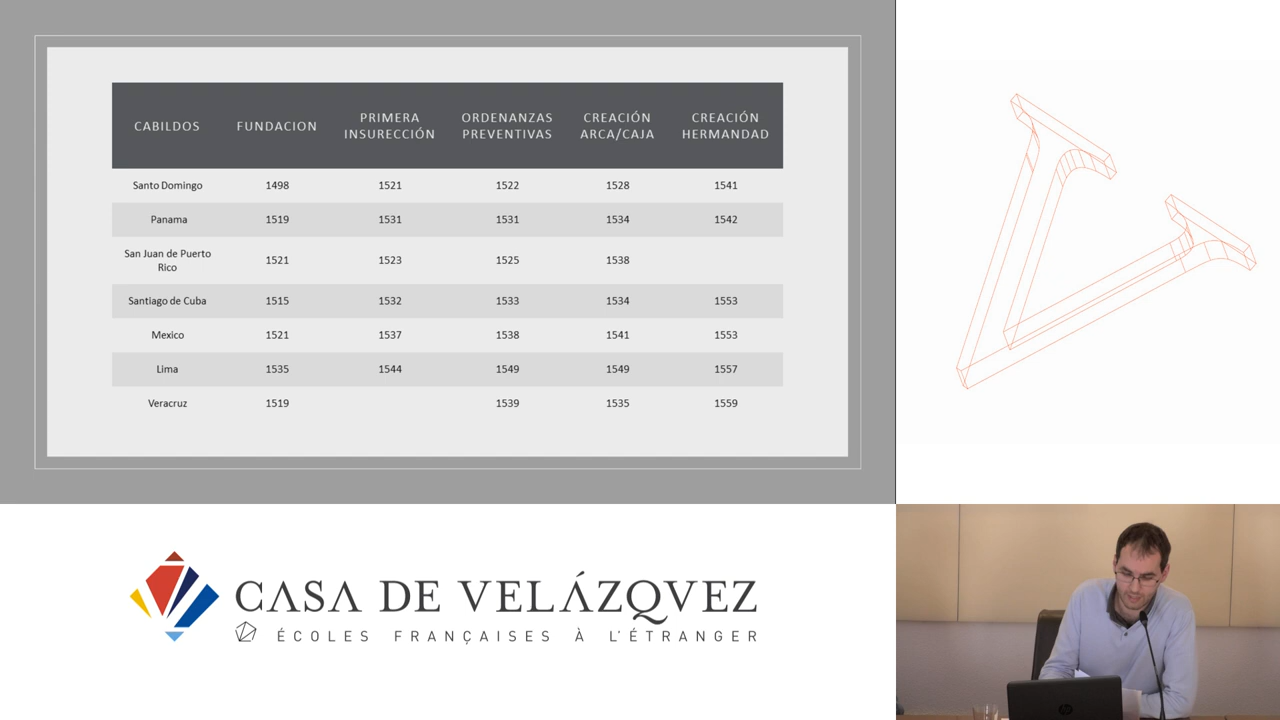 CABILDOS FUNDACION PRIMERA INSURECCIÓN ORDENANZAS PREVENTIVAS CREACIÓN ARCA/CAJA CREACIÓN HERMANDAD
Santo Domingo 1498 1521 1522 1528 1541
Panama 1519 1531 1531 1534 1542
San Juan de Puerto Rico 1521 1523 1525 1538
Santiago de Cuba 1515 1532 1533 1534 1553
Mexico 1521 1537 1538 1541 1553
Lima 1535 1544 1549 1549 1557
Veracruz 1519 1539 1535 1559
CASA DE VELÁZQVEZ
ÉCOLES FRANÇAISES À L'ÉTRANGER